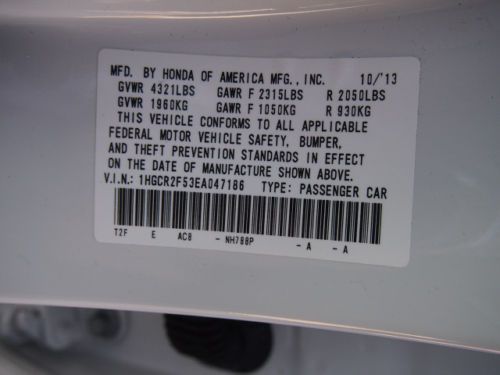 MFD. BY HONDA OF AMERICA MFG., INC. 10/'13
GVWR 4321LBS GAWR F 2315LBS R 2050LBS
GVWR 1960KG GAWR F 1050KG R 930KG
THIS VEHICLE CONFORMS TO ALL APPLICABLE
FEDERAL MOTOR VEHICLE SAFETY, BUMPER,
AND THEFT PREVENTION STANDARDS IN EFFECT
ON THE DATE OF MANUFACTURE SHOWN ABOVE.
V.I.N.: 1HGCR2F53EA047186 TYPE: PASSENGER CAR
T2F E AC8 - NH788P - A - A